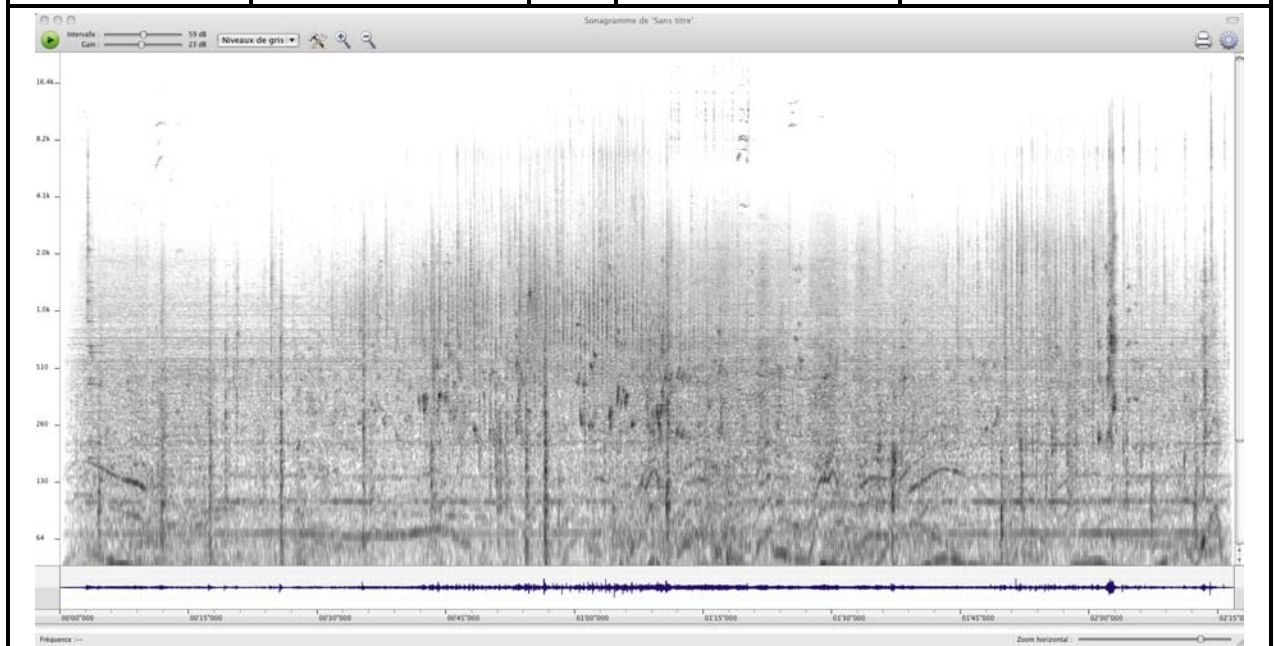 Sonagramme de 'Sans titre'
Intervalle : 59 dB
Gain : 23 dB
Niveaux de gris
16.4k
8.2k
4.1k
2.0k
1.0k
510
260
130
64
00'00"000 00'15"000 00'30"000 00'45"000 01'00"000 01'15"000 01'30"000 01'45"000 02'00"000 02'15"0
Fréquence :--
Zoom horizontal :